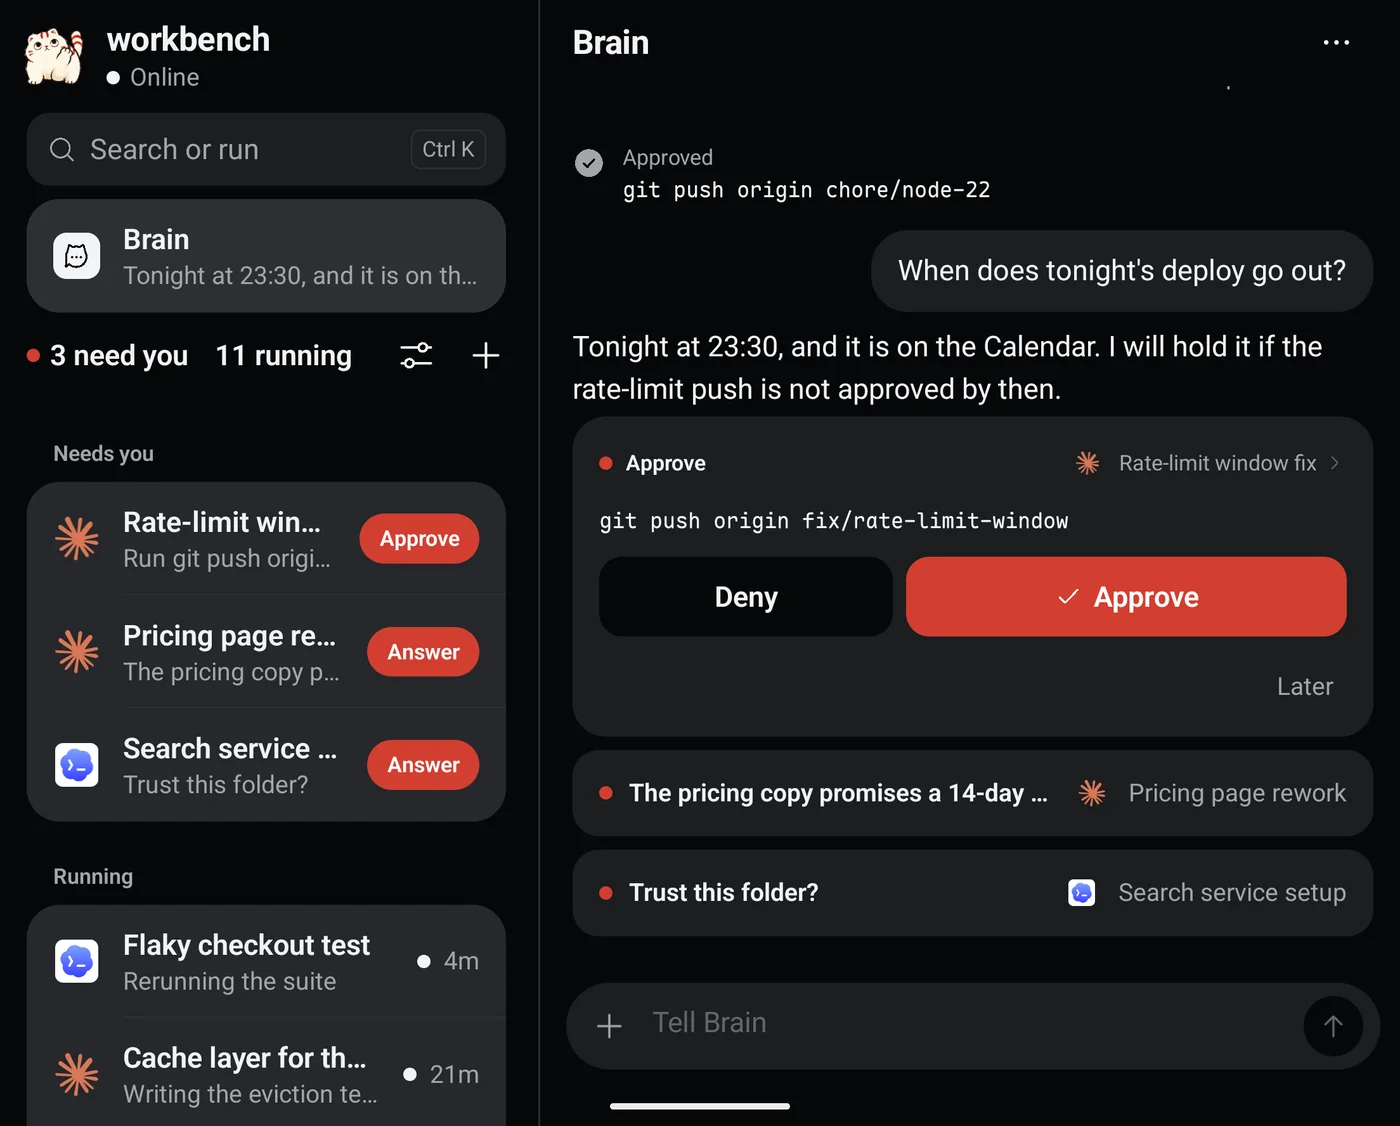 workbench
Online
Search or run
Ctrl K
Brain
Tonight at 23:30, and it is on th...
3 need you
11 running
Needs you
Rate-limit win...
Run git push origi...
Approve
Pricing page re...
The pricing copy p...
Answer
Search service ...
Trust this folder?
Answer
Running
Flaky checkout test
Rerunning the suite
4m
Cache layer for th...
Writing the eviction te...
21m
Brain
Approved
git push origin chore/node-22
When does tonight's deploy go out?
Tonight at 23:30, and it is on the Calendar. I will hold it if the
rate-limit push is not approved by then.
Approve
Rate-limit window fix
git push origin fix/rate-limit-window
Deny
Approve
Later
The pricing copy promises a 14-day ...
Pricing page rework
Trust this folder?
Search service setup
Tell Brain